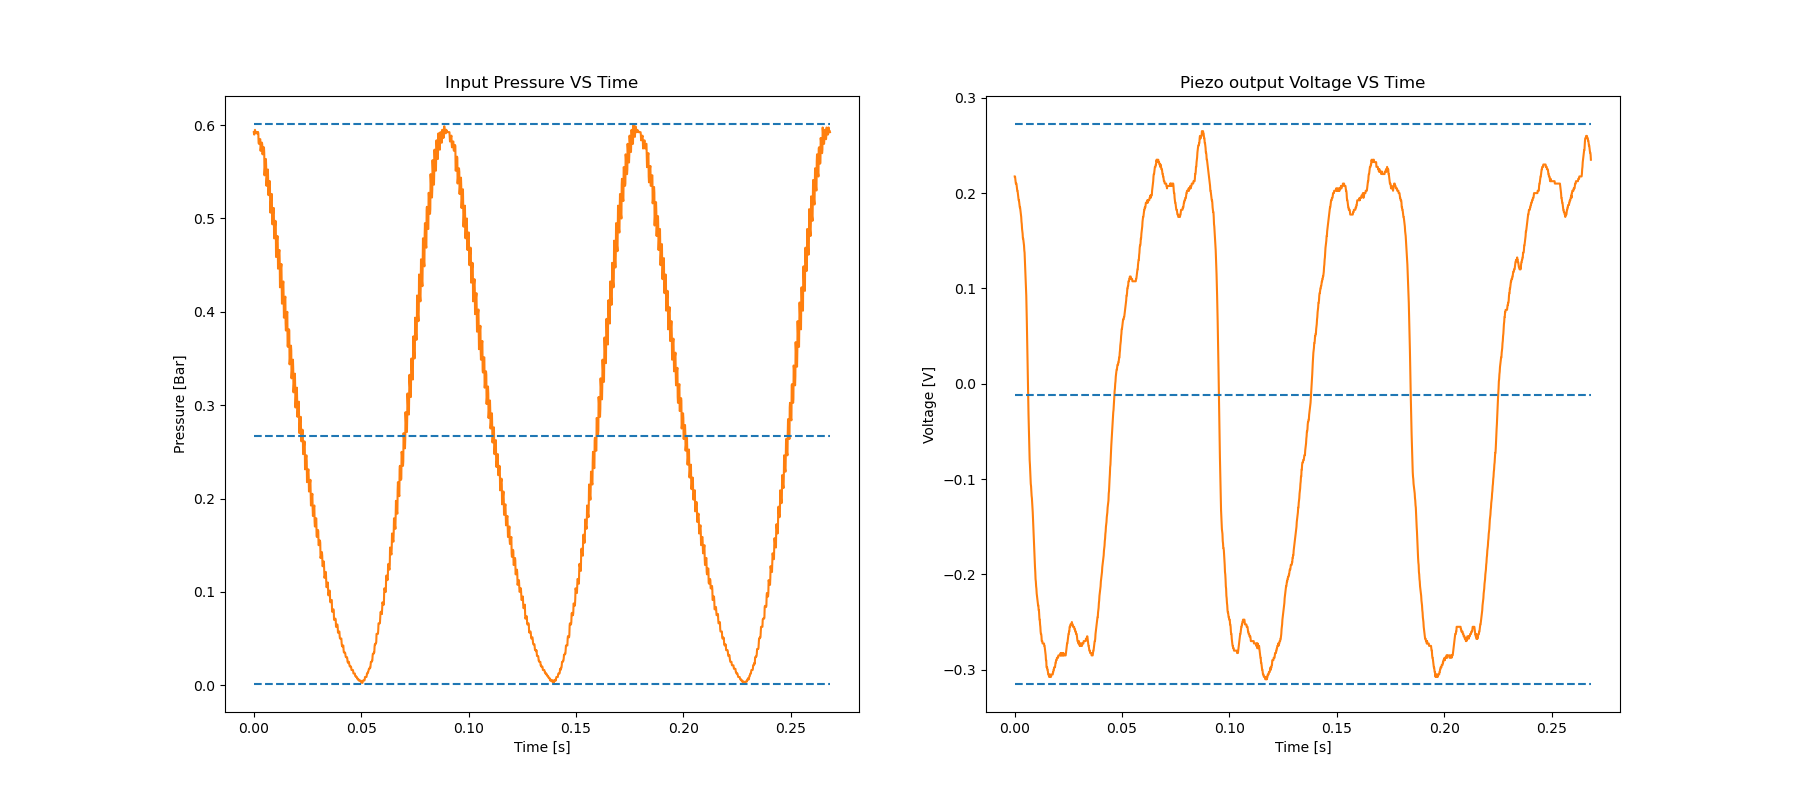 Input Pressure VS Time
Pressure [Bar]
0.6
0.5
0.4
0.3
0.2
0.1
0.0
0.00 0.05 0.10 0.15 0.20 0.25
Time [s]
Piezo output Voltage VS Time
Voltage [V]
0.3
0.2
0.1
0.0
−0.1
−0.2
−0.3
0.00 0.05 0.10 0.15 0.20 0.25
Time [s]